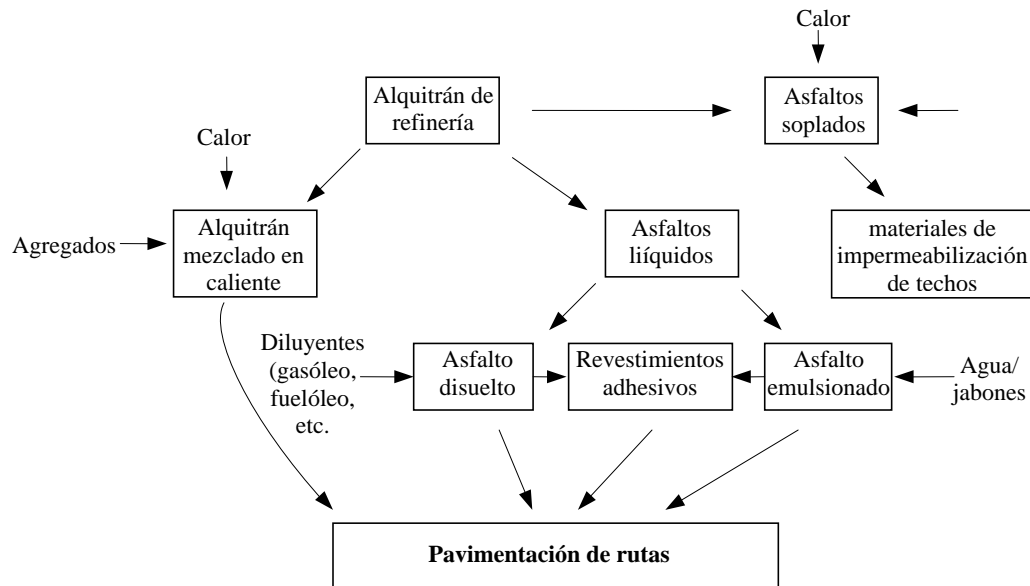 Calor
Alquitrán de
refinería
Asfaltos
soplados
Calor
Agregados
Alquitrán
mezclado en
caliente
Asfaltos
liíquidos
materiales de
impermeabilización
de techos
Diluyentes
(gasóleo,
fuelóleo,
etc.
Asfalto
disuelto
Revestimientos
adhesivos
Asfalto
emulsionado
Agua/
jabones
Pavimentación de rutas